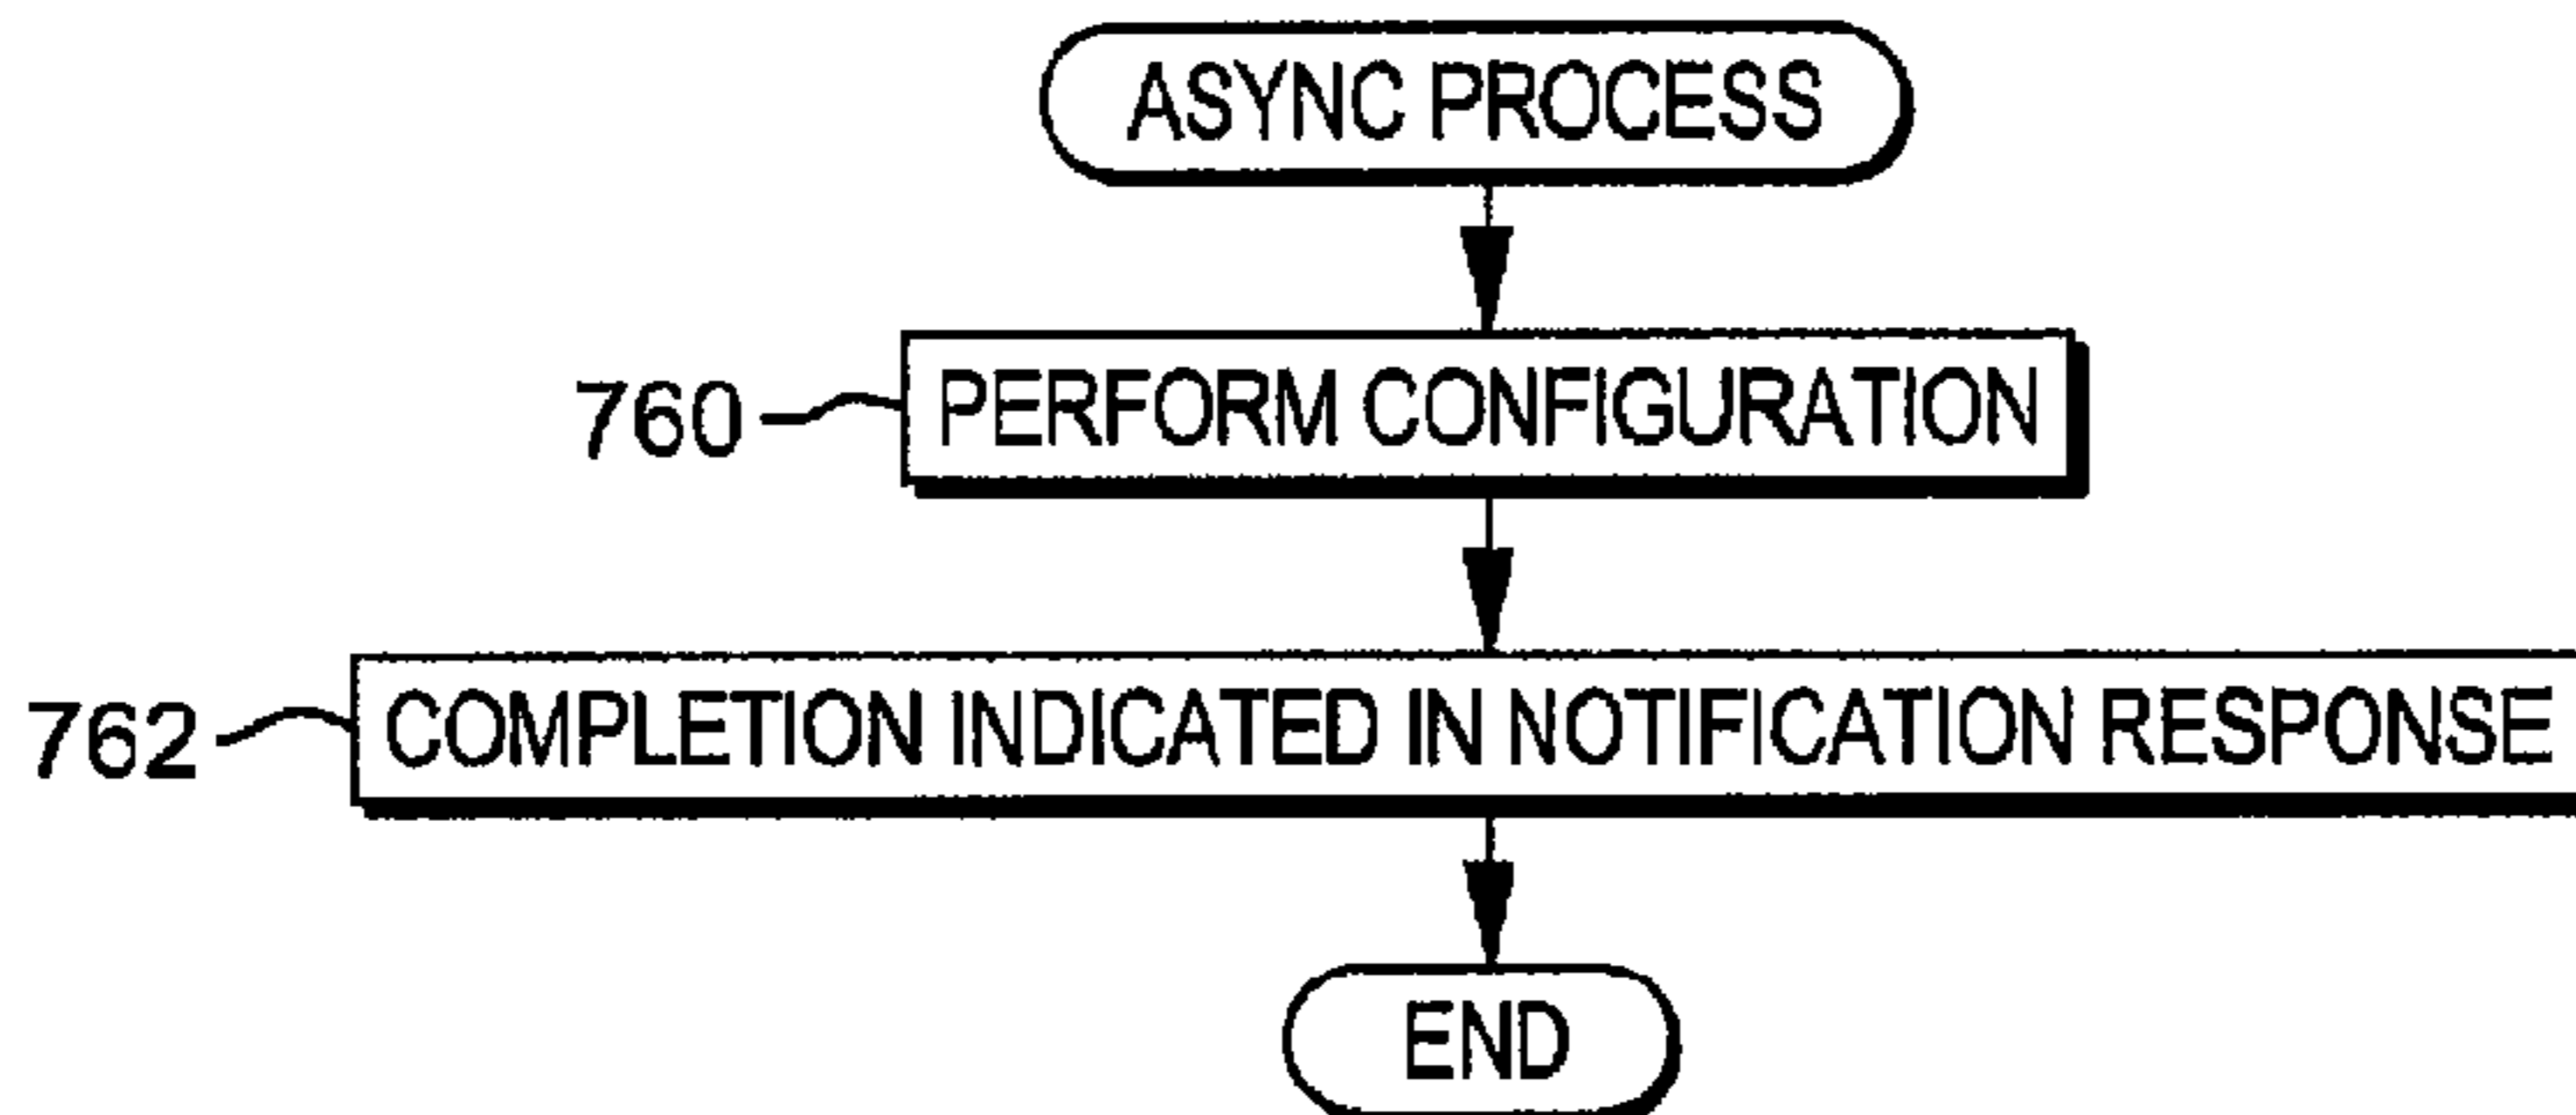 ASYNC PROCESS
760 PERFORM CONFIGURATION
762 COMPLETION INDICATED IN NOTIFICATION RESPONSE
END